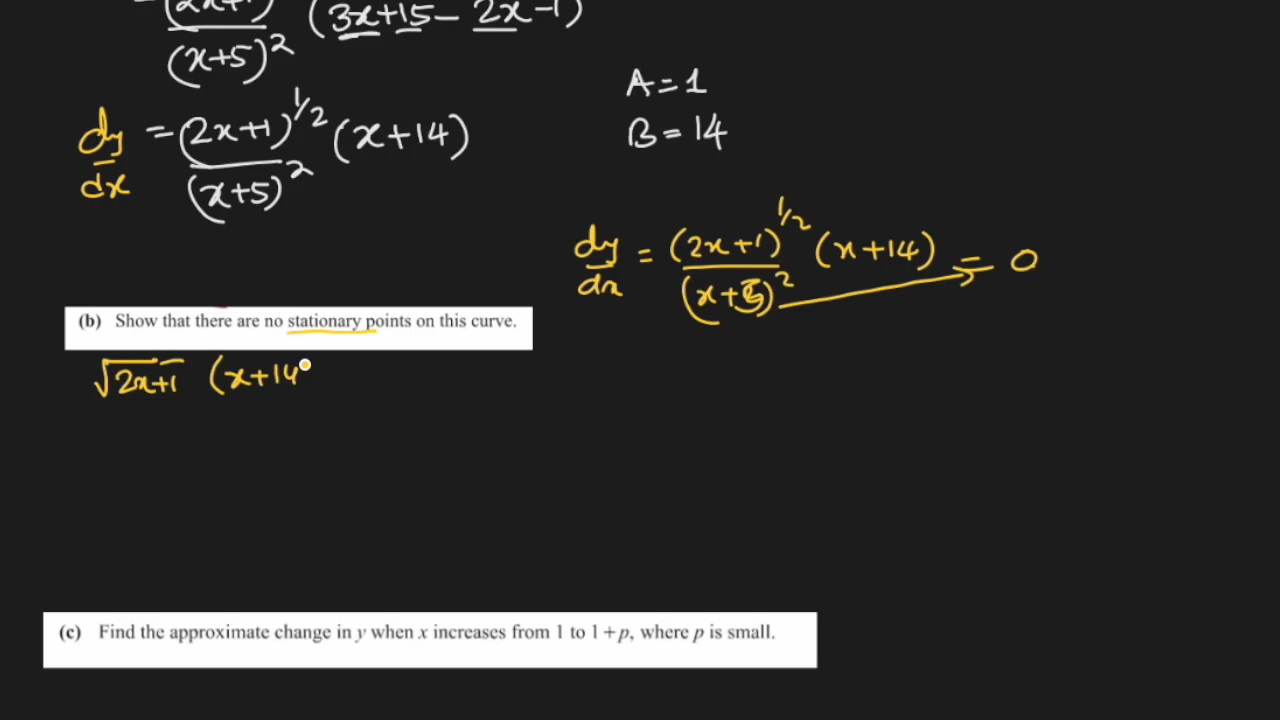 = (2x+1) / (x+5)^2 (3x+15 - 2x-1)
dy/dx = (2x+1)^1/2 / (x+5)^2 (x+14)
A=1
B=14
dy/dx = (2x+1)^1/2 / (x+5)^2 (x+14) = 0
(b) Show that there are no stationary points on this curve.
√2x+1 (x+14
(c) Find the approximate change in y when x increases from 1 to 1+p, where p is small.